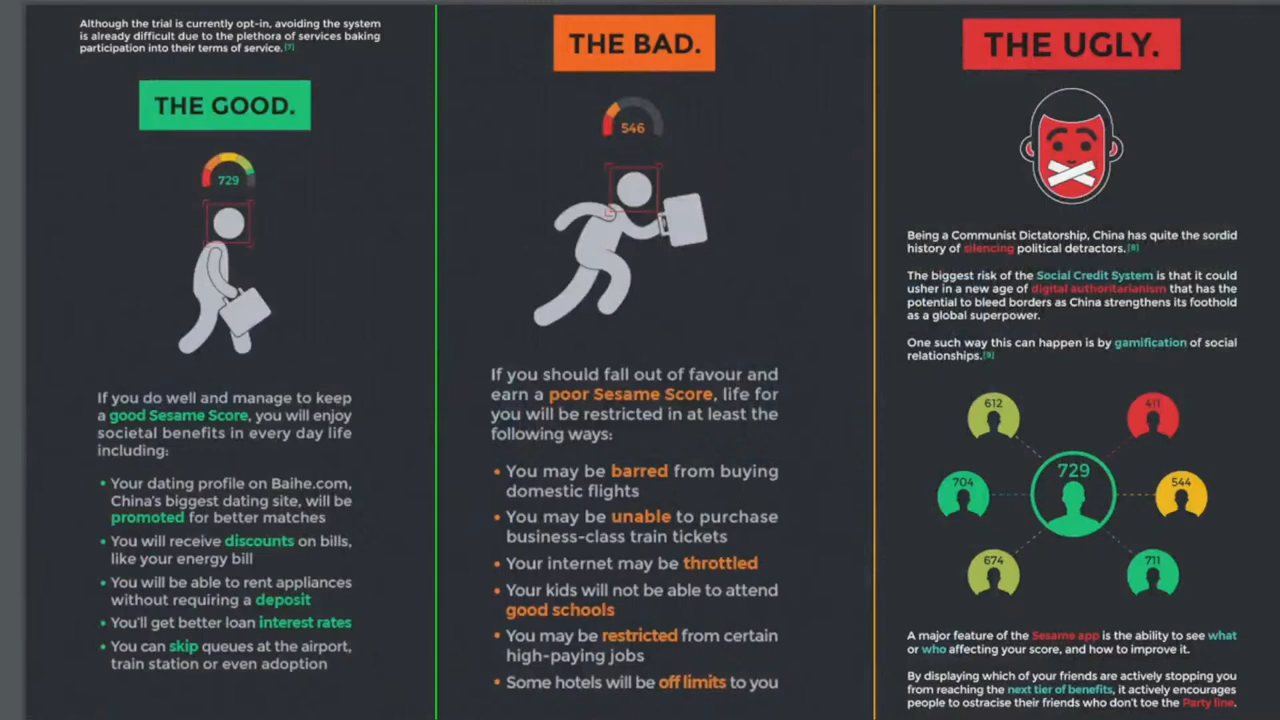 Although the trial is currently opt-in, avoiding the system
is already difficult due to the plethora of services baking
participation into their terms of service.[7]
THE GOOD.
729
If you do well and manage to keep
a good Sesame Score, you will enjoy
societal benefits in every day life
including:
• Your dating profile on Baihe.com,
China's biggest dating site, will be
promoted for better matches
• You will receive discounts on bills,
like your energy bill
• You will be able to rent appliances
without requiring a deposit
• You'll get better loan interest rates
• You can skip queues at the airport,
train station or even adoption
THE BAD.
546
If you should fall out of favour and
earn a poor Sesame Score, life for
you will be restricted in at least the
following ways:
• You may be barred from buying
domestic flights
• You may be unable to purchase
business-class train tickets
• Your internet may be throttled
• Your kids will not be able to attend
good schools
• You may be restricted from certain
high-paying jobs
• Some hotels will be off limits to you
THE UGLY.
Being a Communist Dictatorship, China has quite the sordid
history of silencing political detractors.[8]
The biggest risk of the Social Credit System is that it could
usher in a new age of digital authoritarianism that has the
potential to bleed borders as China strengthens its foothold
as a global superpower.
One such way this can happen is by gamification of social
relationships.[9]
612
411
729
704
544
674
711
A major feature of the Sesame app is the ability to see what
or who affecting your score, and how to improve it.
By displaying which of your friends are actively stopping you
from reaching the next tier of benefits, it actively encourages
people to ostracise their friends who don't toe the Party line.